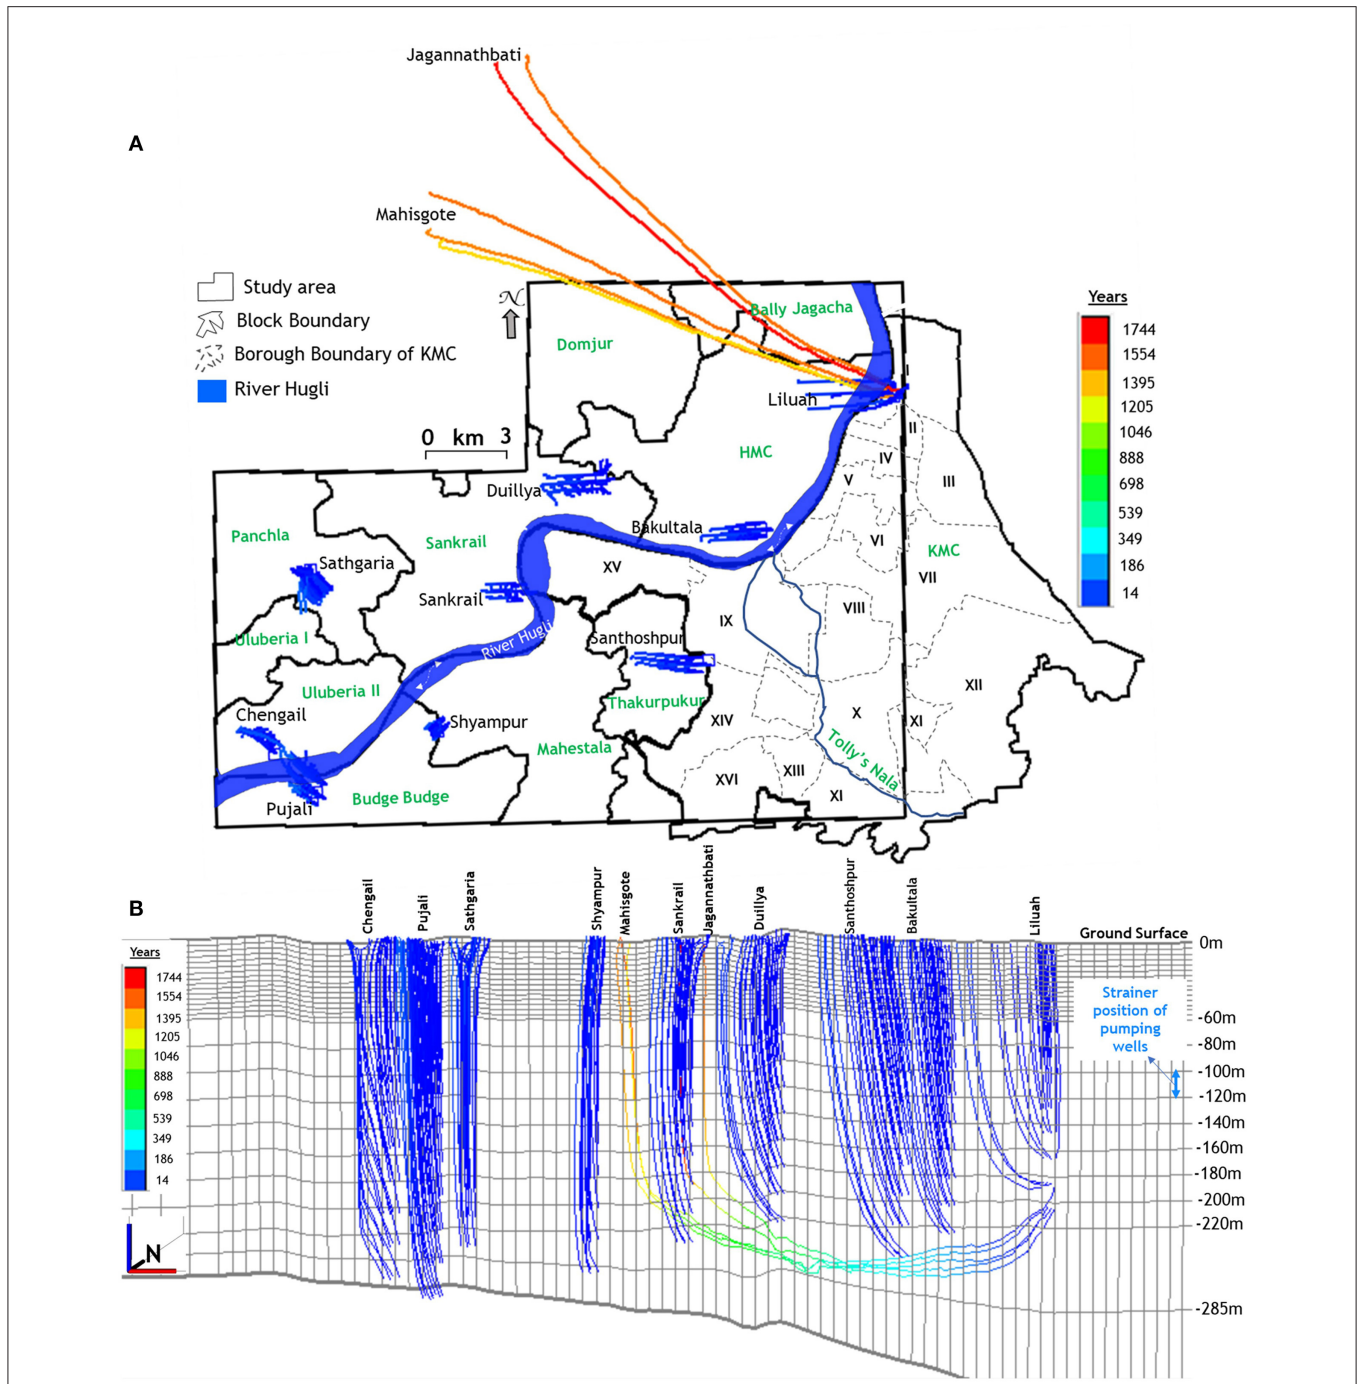 Jagannathbati
A
Mahisgote
Study area
Block Boundary
Borough Boundary of KMC
River Hugli
N
0 km 3
Bally Jagacha
Domjur
Liluah
HMC
I
II
III
IV
V
VI
KMC
VII
Duillya
Bakultala
Panchla
Sankrail
Sathgaria
XV
Sankrail
VIII
IX
River Hugli
Santhoshpur
Uluberia I
Uluberia II
Thakurpukur
XII
Chengail
Shyampur
XIV
X
XI
Mahestala
Tolly's Nala
Pujali
Budge Budge
XVI
XIII
XI
Years
1744
1554
1395
1205
1046
888
698
539
349
186
14
B
Chengail
Pujali
Sathgaria
Shyampur
Mahisgote
Sankrail
Jagannathbati
Duillya
Santhoshpur
Bakultala
Liluah
Ground Surface
0m
Strainer
position of
pumping
wells
-60m
-80m
-100m
-120m
-140m
-160m
-180m
-200m
-220m
-285m
Years
1744
1554
1395
1205
1046
888
698
539
349
186
14
N